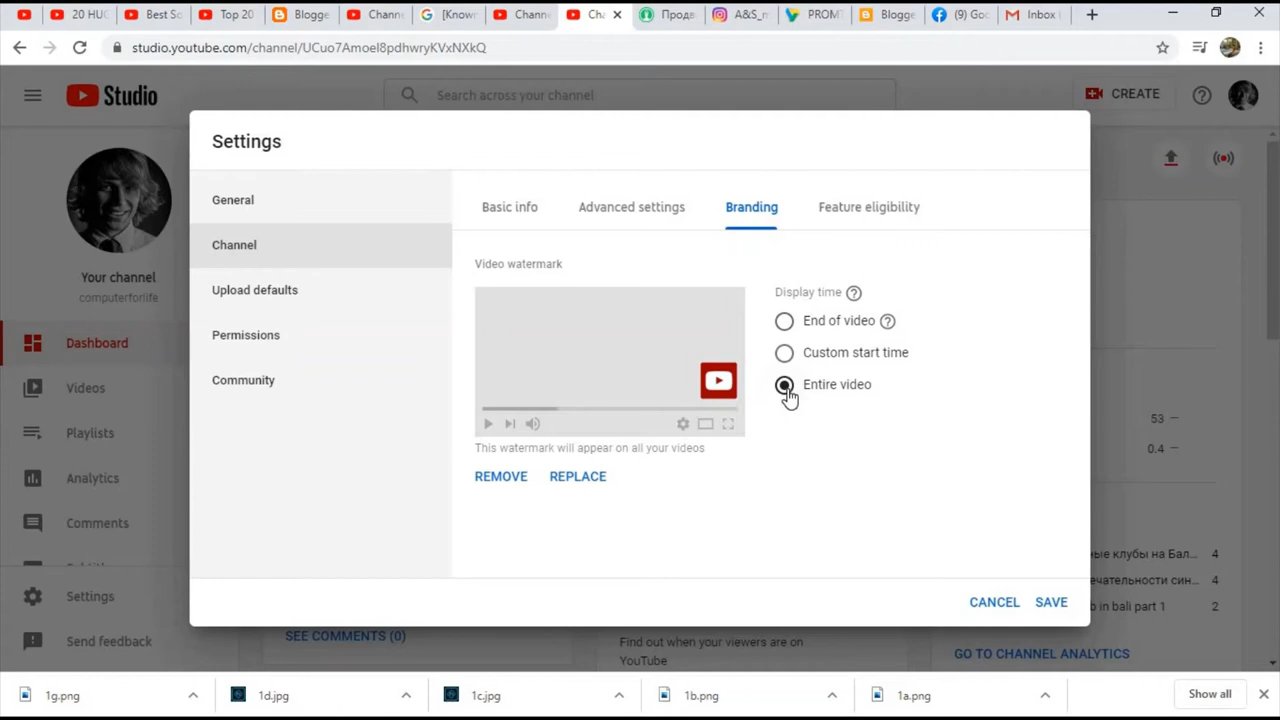 20 HUG
Best So
Top 20
Blogge
Chann
[Know
Chann
Cha
Продв
A&S_m
PROMT
Blogge
(9) Goo
Inbox (
studio.youtube.com/channel/UCuo7Amoel8pdhwryKVxNXkQ
Studio
Search across your channel
CREATE
Settings
General
Channel
Upload defaults
Permissions
Community
Basic info
Advanced settings
Branding
Feature eligibility
Video watermark
Display time
End of video
Custom start time
Entire video
This watermark will appear on all your videos
REMOVE REPLACE
CANCEL SAVE
Your channel
computerforlife
Dashboard
Videos
Playlists
Analytics
Comments
Settings
Send feedback
53 —
0.4 —
ные клубы на Бал... 4
ечательности син... 4
b in bali part 1 2
SEE COMMENTS (0)
Find out when your viewers are on
YouTube
GO TO CHANNEL ANALYTICS
1g.png
1d.jpg
1c.jpg
1b.png
1a.png
Show all